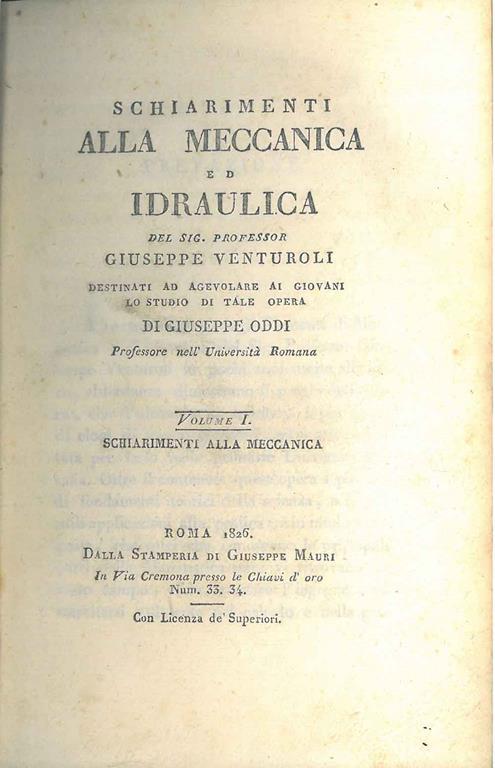 SCHIARIMENTI
ALLA MECCANICA
E D
IDRAULICA
DEL SIG. PROFESSOR
GIUSEPPE VENTUROLI
DESTINATI AD AGEVOLARE AI GIOVANI
LO STUDIO DI TALE OPERA
DI GIUSEPPE ODDI
Professore nell' Università Romana
VOLUME I.
SCHIARIMENTI ALLA MECCANICA
ROMA 1826.
DALLA STAMPERIA DI GIUSEPPE MAURI
In Via Cremona presso le Chiavi d' oro
Num. 33. 34.
Con Licenza de' Superiori.